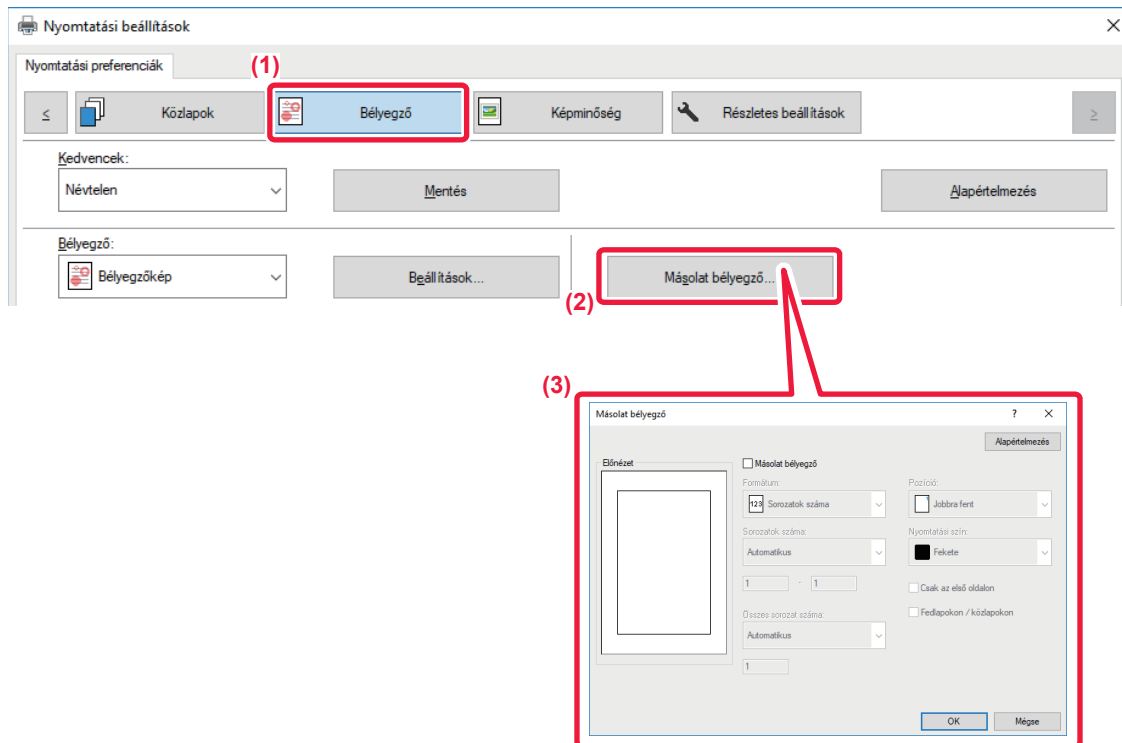 Nyomtatási beállítások
Nyomtatási preferenciák
(1)
< Közlapok Bélyegző Képminőség Részletes beállítások >
Kedvencek:
Névtelen Mentés Alapértelmezés
Bélyegző:
Bélyegzőkép Beállítások... Másolat bélyegző...
(2)
(3)
Másolat bélyegző ?
Alapértelmezés
Előnézet Másolat bélyegző
Formátum: Pozíció:
123 Sorozatok száma 1 Jobbra fent
Sorozatok száma: Nyomtatási szín:
Automatikus Fekete
1 - 1 Csak az első oldalon
Összes sorozat száma: Fedlapokon / közlapokon
Automatikus
1
OK Mégse